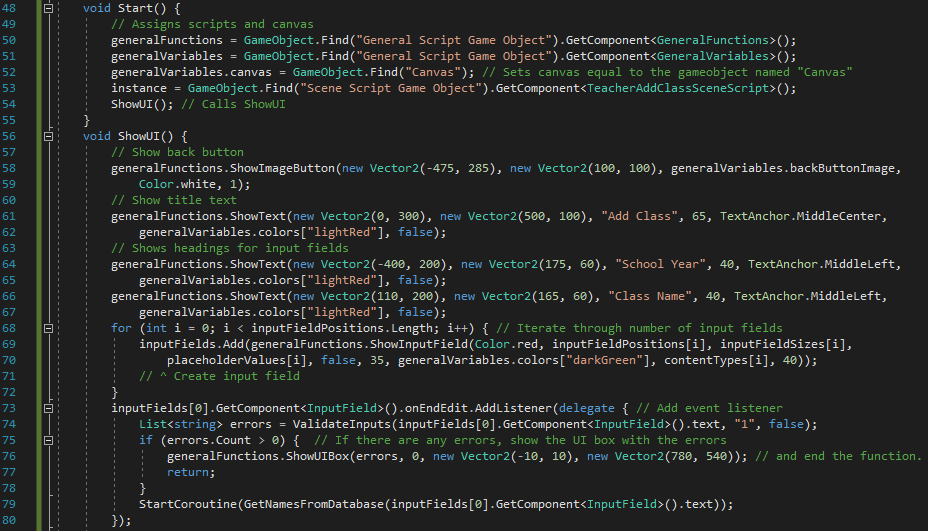 48 void Start() {
49 // Assigns scripts and canvas
50 generalFunctions = GameObject.Find("General Script Game Object").GetComponent<GeneralFunctions>();
51 generalVariables = GameObject.Find("General Script Game Object").GetComponent<GeneralVariables>();
52 generalVariables.canvas = GameObject.Find("Canvas"); // Sets canvas equal to the gameobject named "Canvas"
53 instance = GameObject.Find("Scene Script Game Object").GetComponent<TeacherAddClassSceneScript>();
54 ShowUI(); // Calls ShowUI
55 }
56 void ShowUI() {
57 // Show back button
58 generalFunctions.ShowImageButton(new Vector2(-475, 285), new Vector2(100, 100), generalVariables.backButtonImage,
59 Color.white, 1);
60 // Show title text
61 generalFunctions.ShowText(new Vector2(0, 300), new Vector2(500, 100), "Add Class", 65, TextAnchor.MiddleCenter,
62 generalVariables.colors["lightRed"], false);
63 // Shows headings for input fields
64 generalFunctions.ShowText(new Vector2(-400, 200), new Vector2(175, 60), "School Year", 40, TextAnchor.MiddleLeft,
65 generalVariables.colors["lightRed"], false);
66 generalFunctions.ShowText(new Vector2(110, 200), new Vector2(165, 60), "Class Name", 40, TextAnchor.MiddleLeft,
67 generalVariables.colors["lightRed"], false);
68 for (int i = 0; i < inputFieldPositions.Length; i++) { // Iterate through number of input fields
69 inputFields.Add(generalFunctions.ShowInputField(Color.red, inputFieldPositions[i], inputFieldSizes[i],
70 placeholderValues[i], false, 35, generalVariables.colors["darkGreen"], contentTypes[i], 40));
71 // ^ Create input field
72 }
73 inputFields[0].GetComponent<InputField>().onEndEdit.AddListener(delegate { // Add event listener
74 List<string> errors = ValidateInputs(inputFields[0].GetComponent<InputField>().text, "1", false);
75 if (errors.Count > 0) { // If there are any errors, show the UI box with the errors
76 generalFunctions.ShowUIBox(errors, 0, new Vector2(-10, 10), new Vector2(780, 540)); // and end the function.
77 return;
78 }
79 StartCoroutine(GetNamesFromDatabase(inputFields[0].GetComponent<InputField>().text));
80 });